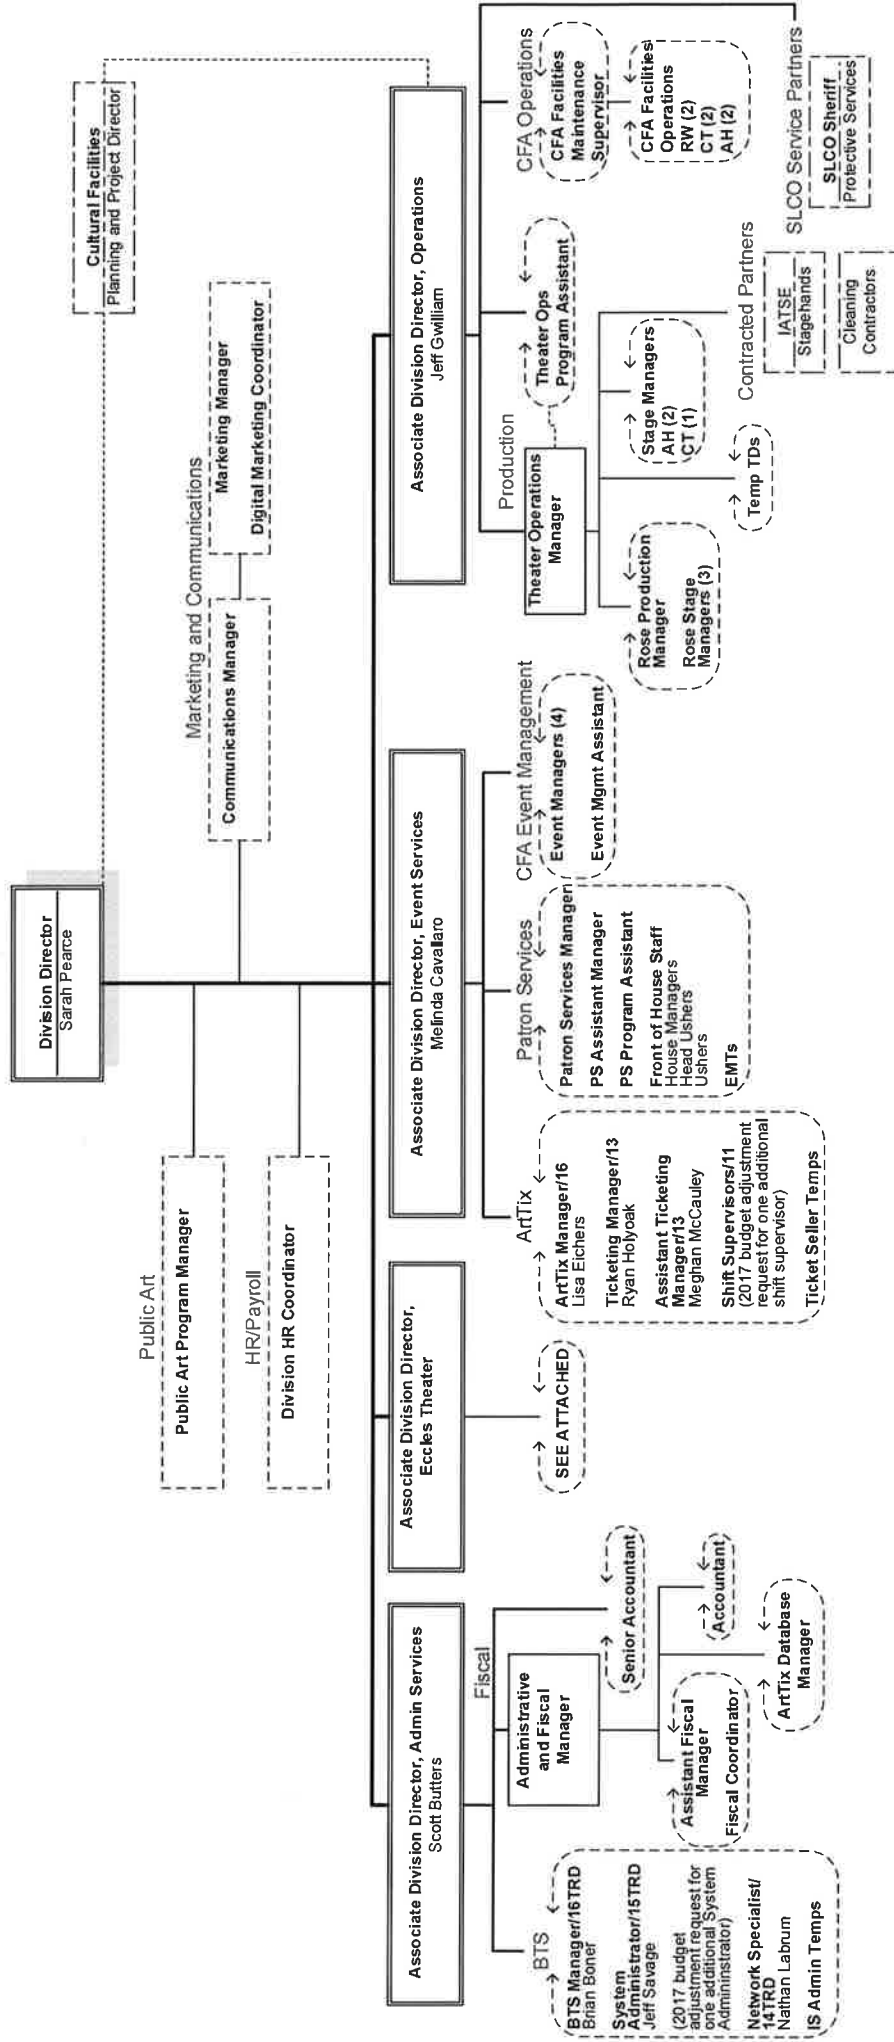 Division Director
Sarah Pearce
Cultural Facilities
Planning and Project Director
Public Art
Public Art Program Manager
HR/Payroll
Division HR Coordinator
Marketing and Communications
Communications Manager
Marketing Manager
Digital Marketing Coordinator
Associate Division Director, Admin Services
Scott Butters
Associate Division Director,
Eccles Theater
Associate Division Director, Event Services
Melinda Cavallaro
Associate Division Director, Operations
Jeff Gwilliam
BTS
BTS Manager/16TRD
Brian Boner
System
Administrator/15TRD
Jeff Savage
(2017 budget
adjustment request for
one additional System
Admininstrator)
Network Specialist/
14TRD
Nathan Labrum
IS Admin Temps
Fiscal
Administrative
and Fiscal
Manager
Senior Accountant
Assistant Fiscal
Manager
Fiscal Coordinator
Accountant
ArtTix Database
Manager
SEE ATTACHED
ArtTix
ArtTix Manager/16
Lisa Eichers
Ticketing Manager/13
Ryan Holyoak
Assistant Ticketing
Manager/13
Meghan McCauley
Shift Supervisors/11
(2017 budget adjustment
request for one additional
shift supervisor)
Ticket Seller Temps
Patron Services
Patron Services Manager
PS Assistant Manager
PS Program Assistant
Front of House Staff
House Managers
Head Ushers
Ushers
EMTs
CFA Event Management
Event Managers (4)
Event Mgmt Assistant
Production
Theater Operations
Manager
Theater Ops
Program Assistant
Rose Production
Manager
Rose Stage
Managers (3)
Temp TDs
Stage Managers
AH (2)
CT (1)
Contracted Partners
IATSE
Stagehands
Cleaning
Contractors
CFA Operations
CFA Facilities
Maintenance
Supervisor
CFA Facilities
Operations
RW (2)
CT (2)
AH (2)
SLCO Service Partners
SLCO Sheriff
Protective Services